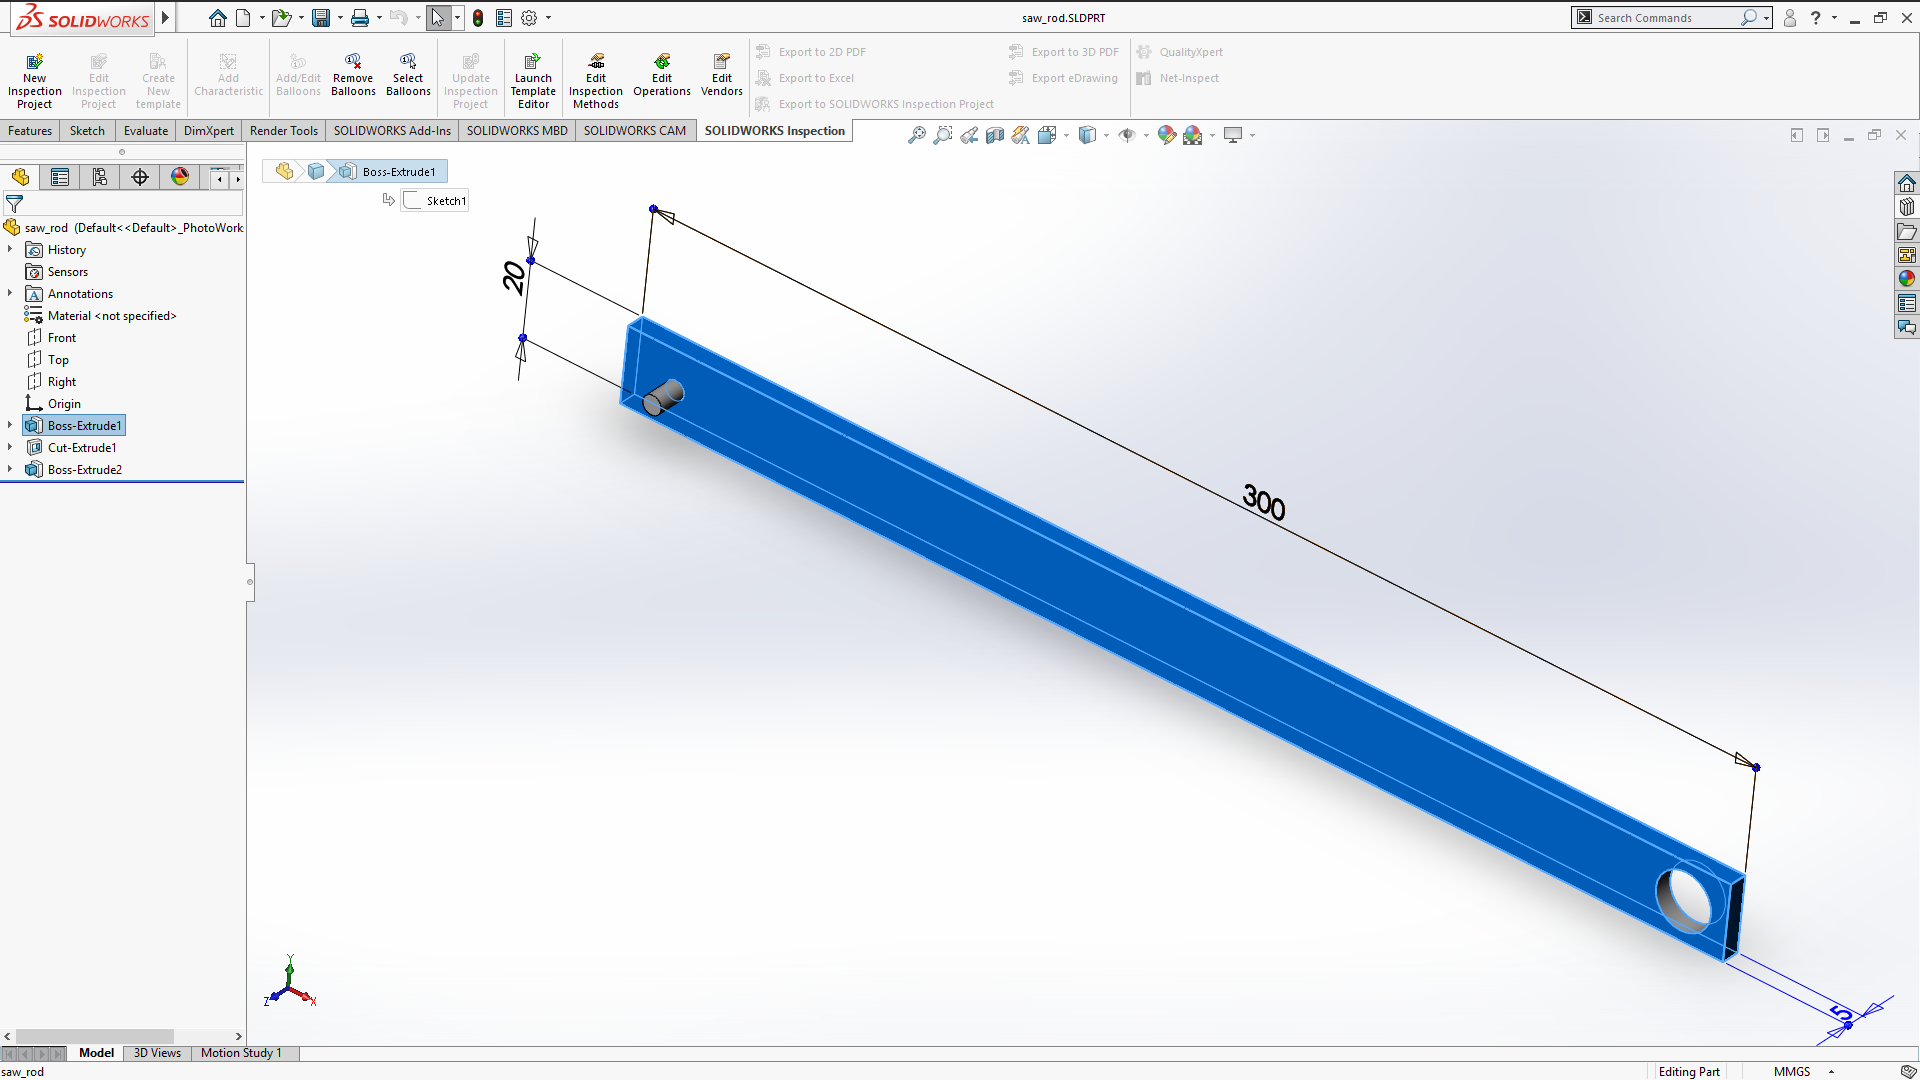 SOLIDWORKS
saw_rod.SLDPRT
Search Commands
?
New Inspection Project
Edit Inspection Project
Create New template
Add Characteristic
Add/Edit Balloons
Remove Balloons
Select Balloons
Update Inspection Project
Launch Template Editor
Edit Inspection Methods
Edit Operations
Edit Vendors
Export to 2D PDF
Export to Excel
Export to SOLIDWORKS Inspection Project
Export to 3D PDF
Export eDrawing
QualityXpert
Net-Inspect
Features
Sketch
Evaluate
DimXpert
Render Tools
SOLIDWORKS Add-Ins
SOLIDWORKS MBD
SOLIDWORKS CAM
SOLIDWORKS Inspection
Boss-Extrude1
Sketch1
saw_rod (Default<<Default>_PhotoWork
History
Sensors
Annotations
Material <not specified>
Front
Top
Right
Origin
Boss-Extrude1
Cut-Extrude1
Boss-Extrude2
20
300
5
Y
Z
X
Model
3D Views
Motion Study 1
saw_rod
Editing Part
MMGS